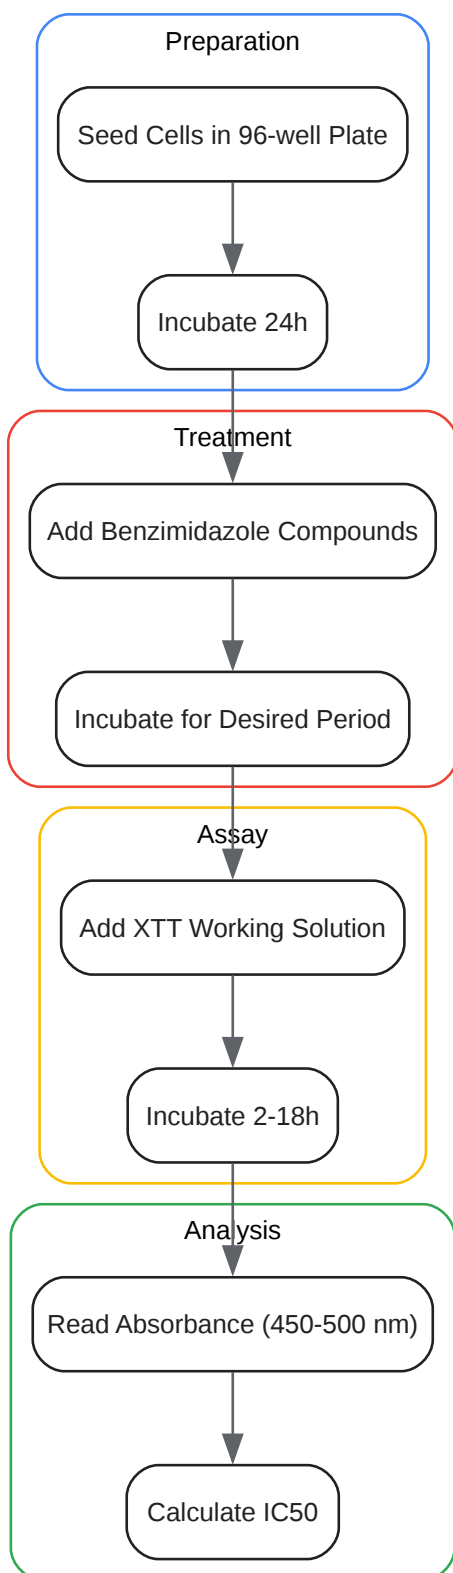 Preparation
Seed Cells in 96-well Plate
Incubate 24h
Treatment
Add Benzimidazole Compounds
Incubate for Desired Period
Assay
Add XTT Working Solution
Incubate 2-18h
Analysis
Read Absorbance (450-500 nm)
Calculate IC50